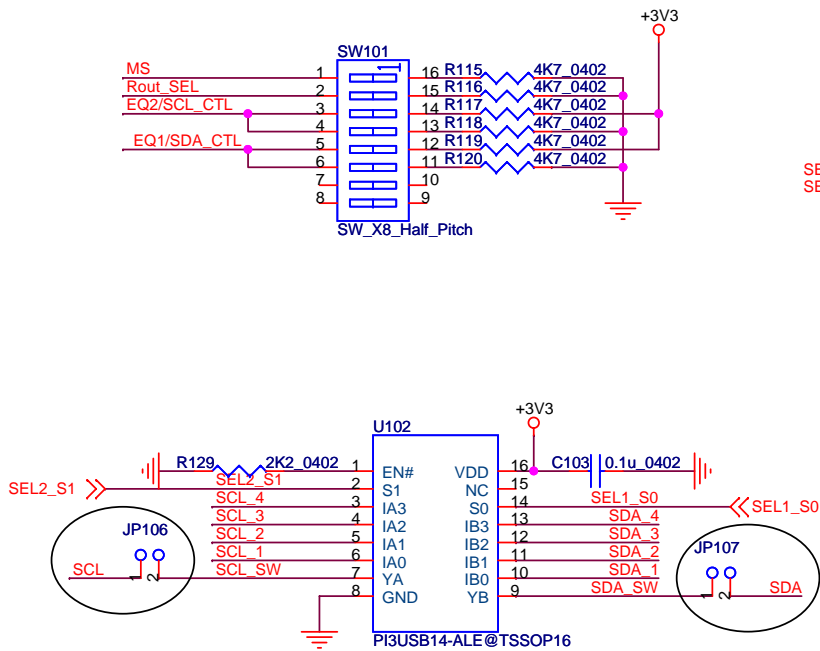 +3V3
SW101
MS 1 16 R115 4K7_0402
Rout_SEL 2 15 R116 4K7_0402
EQ2/SCL_CTL 3 14 R117 4K7_0402
4 13 R118 4K7_0402
EQ1/SDA_CTL 5 12 R119 4K7_0402
6 11 R120 4K7_0402
7 10
8 9
SW_X8_Half_Pitch
SE
SE
+3V3
U102
R129 2K2_0402 1 EN# VDD 16 C103 0.1u_0402
SEL2_S1 SEL2_S1 2 S1 NC 15
SCL_4 3 IA3 S0 14 SEL1_S0 SEL1_S0
SCL_3 4 IA2 IB3 13 SDA_4
JP106 SCL_2 5 IA1 IB2 12 SDA_3
SCL_1 6 IA0 IB1 11 SDA_2 JP107
SCL 1 2 SCL_SW 7 YA IB0 10 SDA_1
8 GND YB 9 SDA_SW 1 2 SDA
PI3USB14-ALE@TSSOP16